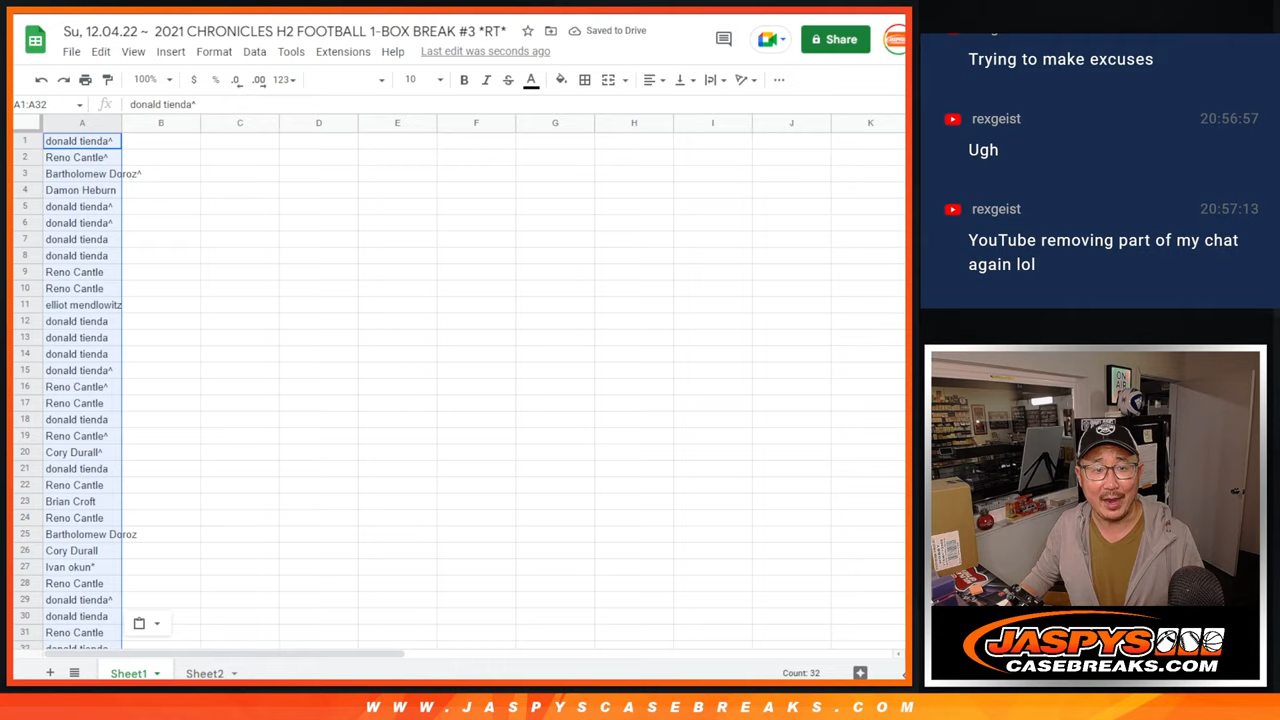 Su, 12.04.22 ~ 2021 CHRONICLES H2 FOOTBALL 1-BOX BREAK #3 *RT*
Saved to Drive
Share
File Edit View Insert Format Data Tools Extensions Help Last edit was seconds ago
100% $ % .0 .00 123 10 B I S A
A1:A32 fx donald tienda^
A B C D E F G H I J K
1 donald tienda^
2 Reno Cantle^
3 Bartholomew Doroz^
4 Damon Heburn
5 donald tienda^
6 donald tienda^
7 donald tienda
8 donald tienda
9 Reno Cantle
10 Reno Cantle
11 elliot mendlowitz
12 donald tienda
13 donald tienda
14 donald tienda
15 donald tienda^
16 Reno Cantle^
17 Reno Cantle
18 donald tienda
19 Reno Cantle^
20 Cory Durall^
21 donald tienda
22 Reno Cantle
23 Brian Croft
24 Reno Cantle
25 Bartholomew Doroz
26 Cory Durall
27 Ivan okun*
28 Reno Cantle
29 donald tienda^
30 donald tienda
31 Reno Cantle
32 donald tienda
Sheet1 Sheet2 Count: 32
Trying to make excuses
rexgeist 20:56:57
Ugh
rexgeist 20:57:13
YouTube removing part of my chat
again lol
ON
AIR
JASPYS
CASEBREAKS.COM
WWW.JASPYSCASEBREAKS.COM